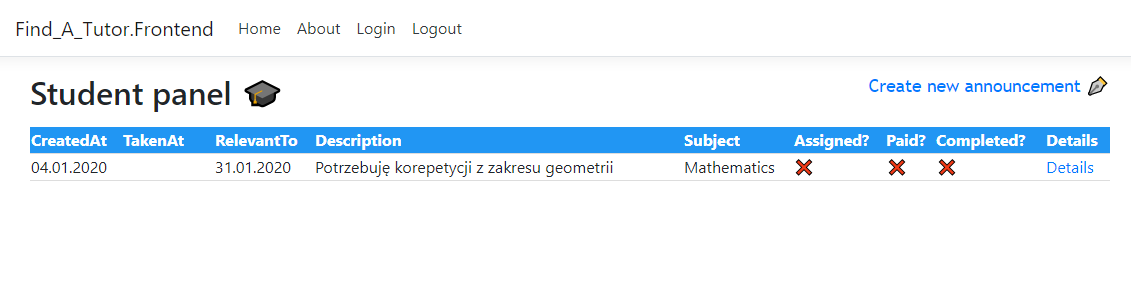 Find_A_Tutor.Frontend Home About Login Logout
Student panel
Create new announcement
CreatedAt TakenAt RelevantTo Description Subject Assigned? Paid? Completed? Details
04.01.2020 31.01.2020 Potrzebuję korepetycji z zakresu geometrii Mathematics Details